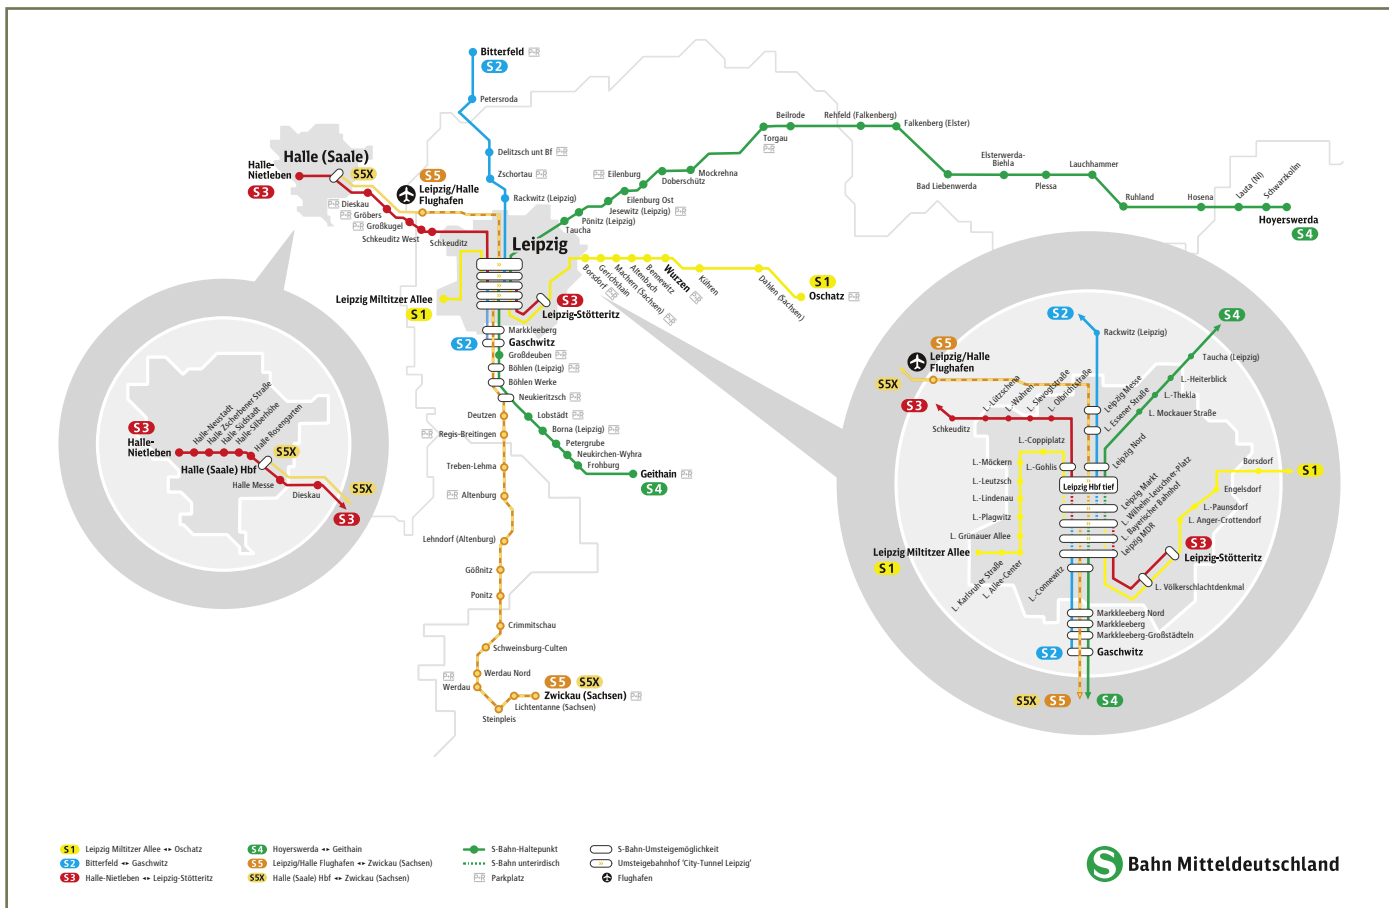 Bitterfeld
S2
Petersroda
Delitzsch unt Bf
Zschortau
Rackwitz (Leipzig)
Halle (Saale)
Halle-
Nietleben
S3
S5X
S5
Leipzig/Halle
Flughafen
Dieskau
Gröbers
Großkugel
Schkeuditz West
Schkeuditz
Leipzig
Taucha
Pönitz (Leipzig)
Jesewitz (Leipzig)
Eilenburg Ost
Eilenburg
Doberschütz
Mockrehna
Torgau
Beilrode
Rehfeld (Falkenberg)
Falkenberg (Elster)
Bad Liebenwerda
Elsterwerda-
Biehla
Plessa
Lauchhammer
Ruhland
Hosena
Lauta (NL)
Schwarzkollm
Hoyerswerda
S4
Borsdorf
Gerichshain
Machern (Sachsen)
Altenbach
Bennewitz
Wurzen
Kühren
Dahlen (Sachsen)
S1
Oschatz
Leipzig Miltitzer Allee
S1
S3
Leipzig-Stötteritz
Markkleeberg
S2
Gaschwitz
Großdeuben
Böhlen (Leipzig)
Böhlen Werke
Neukieritzsch
Deutzen
Regis-Breitingen
Treben-Lehma
Altenburg
Lehndorf (Altenburg)
Gößnitz
Ponitz
Crimmitschau
Schweinsburg-Culten
Werdau Nord
Werdau
Steinpleis
Lichtentanne (Sachsen)
S5
S5X
Zwickau (Sachsen)
Lobstädt
Borna (Leipzig)
Petergrube
Neukirchen-Wyhra
Frohburg
Geithain
S4
S3
Halle-
Nietleben
Halle-Neustadt
Halle Zscherbener Straße
Halle Südstadt
Halle-Silberhöhe
Halle Rosengarten
Halle (Saale) Hbf
S5X
Halle Messe
Dieskau
S5X
S3
S2
Rackwitz (Leipzig)
S4
Taucha (Leipzig)
L.-Heiterblick
L.-Thekla
L. Mockauer Straße
L. Essener Straße
Leipzig Nord
Leipzig Messe
S5
Leipzig/Halle
Flughafen
S5X
S3
Schkeuditz
L.-Lützschena
L.-Wahren
L.-Slevogtstraße
L.-Olbrichtstraße
L.-Coppiplatz
L.-Gohlis
L.-Möckern
L.-Leutzsch
L.-Lindenau
L.-Plagwitz
L. Grünauer Allee
Leipzig Miltitzer Allee
S1
L. Karlsruher Straße
L. Allee-Center
Leipzig Hbf tief
Leipzig Markt
L. Wilhelm-Leuschner-Platz
L. Bayerischer Bahnhof
Leipzig MDR
L.-Connewitz
Borsdorf
S1
Engelsdorf
L.-Paunsdorf
L. Anger-Crottendorf
S3
Leipzig-Stötteritz
L. Völkerschlachtdenkmal
Markkleeberg Nord
Markkleeberg
Markkleeberg-Großstädteln
S2
Gaschwitz
S5X
S5
S4
S1 Leipzig Miltitzer Allee ◂▸ Oschatz
S2 Bitterfeld ◂▸ Gaschwitz
S3 Halle-Nietleben ◂▸ Leipzig-Stötteritz
S4 Hoyerswerda ◂▸ Geithain
S5 Leipzig/Halle Flughafen ◂▸ Zwickau (Sachsen)
S5X Halle (Saale) Hbf ◂▸ Zwickau (Sachsen)
S-Bahn-Haltepunkt
S-Bahn unterirdisch
P+R Parkplatz
S-Bahn-Umsteigemöglichkeit
Umsteigebahnhof 'City-Tunnel Leipzig'
Flughafen
S Bahn Mitteldeutschland